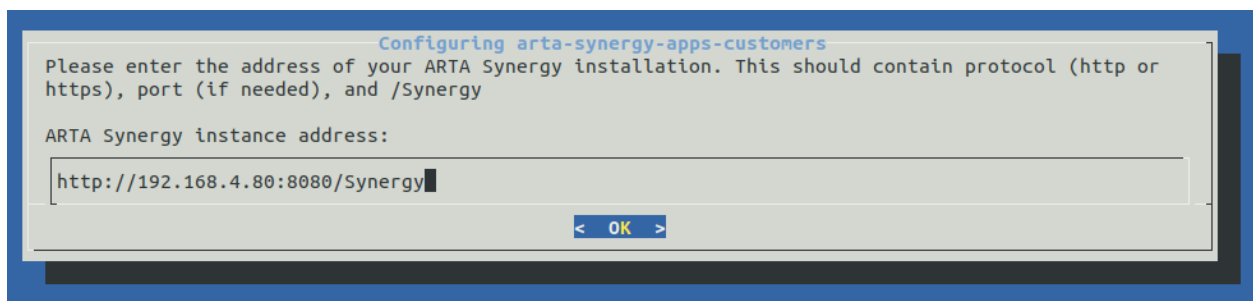 Configuring arta-synergy-apps-customers
Please enter the address of your ARTA Synergy installation. This should contain protocol (http or
https), port (if needed), and /Synergy
ARTA Synergy instance address:
http://192.168.4.80:8080/Synergy
< OK >